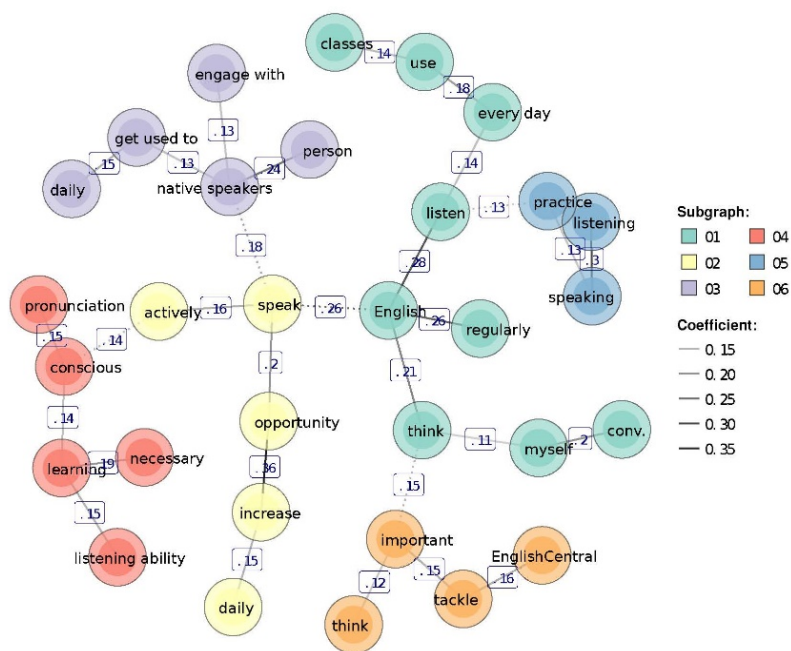 classes
.14
use
engage with
.18
every day
.13
get used to
person
.15
.13
.24
.14
daily
native speakers
practice
listen
.13
listening
.18
.28
.13
.3
Subgraph:
01 04
02 05
03 06
pronunciation
actively
.16
speak
.26
English
.26
regularly
speaking
.15
.14
conscious
.2
.21
Coefficient:
0.15
0.20
0.25
0.30
0.35
.14
opportunity
think
.11
myself
.2
conv.
learning
.19
necessary
.36
.15
.15
increase
important
EnglishCentral
listening ability
.15
.12
.15
.16
daily
think
tackle